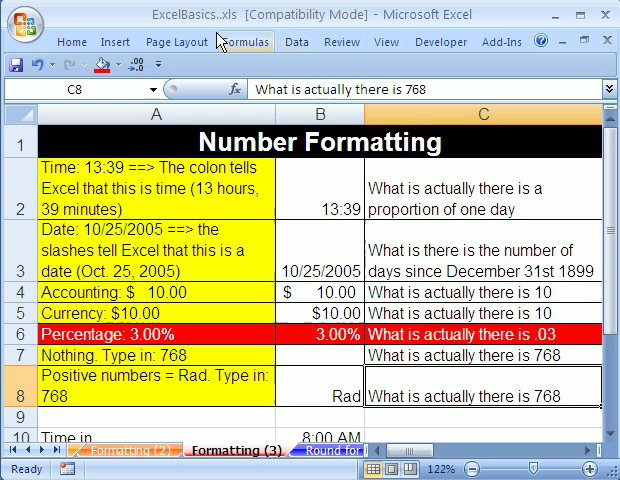 ExcelBasics..xls [Compatibility Mode] - Microsoft Excel
Home Insert Page Layout Formulas Data Review View Developer Add-Ins
C8 fx What is actually there is 768
A B C
1 Number Formatting
Time: 13:39 ==> The colon tells
Excel that this is time (13 hours, What is actually there is a
2 39 minutes) 13:39 proportion of one day
Date: 10/25/2005 ==> the
slashes tell Excel that this is a What is there is the number of
3 date (Oct. 25, 2005) 10/25/2005 days since December 31st 1899
4 Accounting: $ 10.00 $ 10.00 What is actually there is 10
5 Currency: $10.00 $10.00 What is actually there is 10
6 Percentage: 3.00% 3.00% What is actually there is .03
7 Nothing. Type in: 768 What is actually there is 768
Positive numbers = Rad. Type in:
8 768 Rad What is actually there is 768
9
10 Time in 8:00 AM
Formatting (2) Formatting (3) Round for
Ready 122%